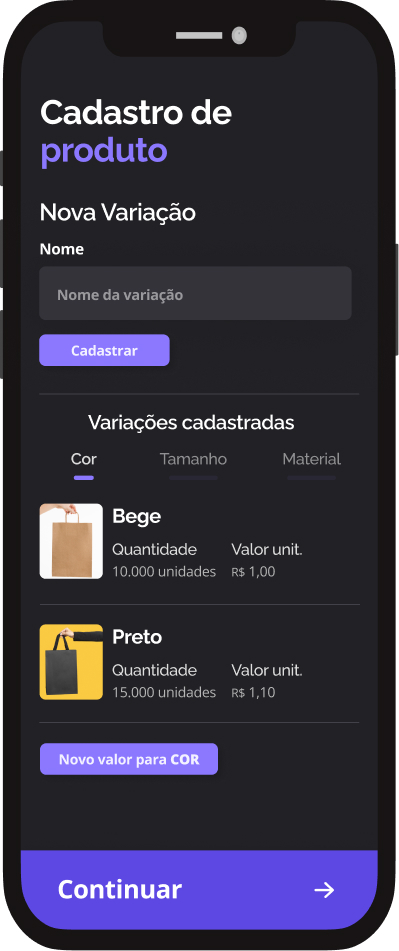 Cadastro de
produto
Nova Variação
Nome
Nome da variação
Cadastrar
Variações cadastradas
Cor Tamanho Material
Bege
Quantidade Valor unit.
10.000 unidades R$ 1,00
Preto
Quantidade Valor unit.
15.000 unidades R$ 1,10
Novo valor para COR
Continuar